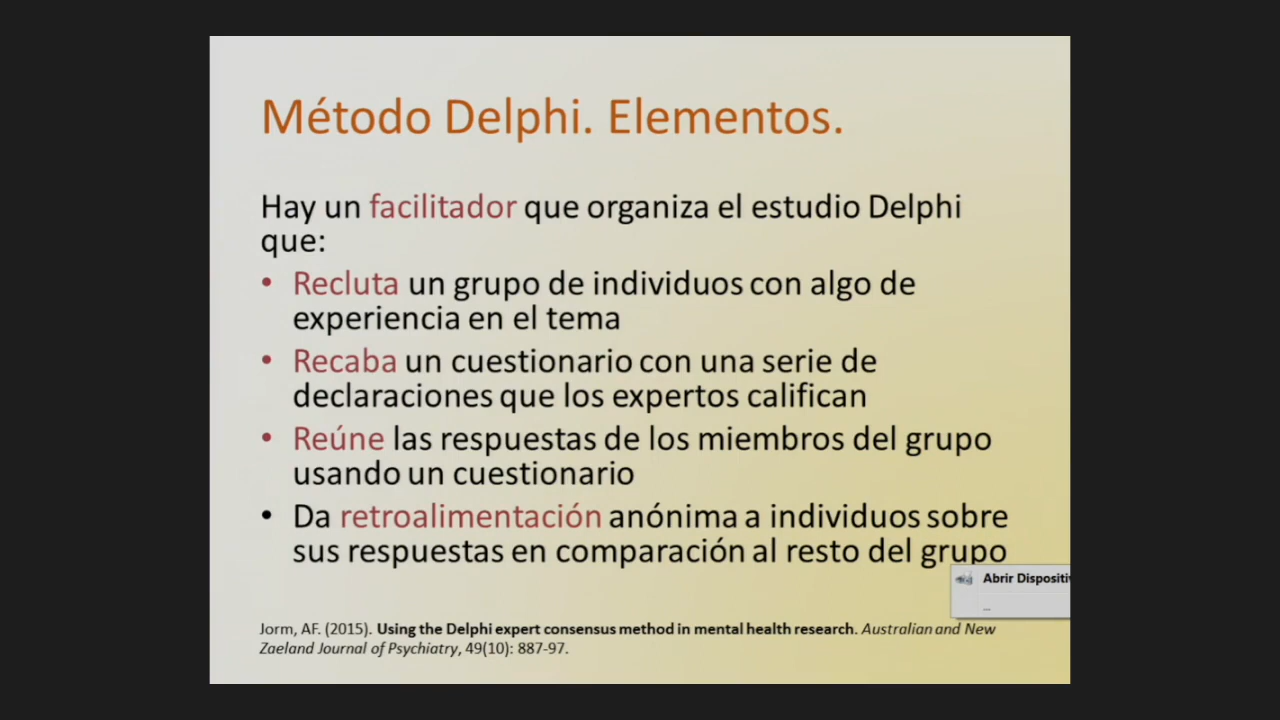 Método Delphi. Elementos.
Hay un facilitador que organiza el estudio Delphi
que:
• Recluta un grupo de individuos con algo de
experiencia en el tema
• Recaba un cuestionario con una serie de
declaraciones que los expertos califican
• Reúne las respuestas de los miembros del grupo
usando un cuestionario
• Da retroalimentación anónima a individuos sobre
sus respuestas en comparación al resto del grupo
Abrir Dispositiv
...
Jorm, AF. (2015). Using the Delphi expert consensus method in mental health research. Australian and New
Zaeland Journal of Psychiatry, 49(10): 887-97.